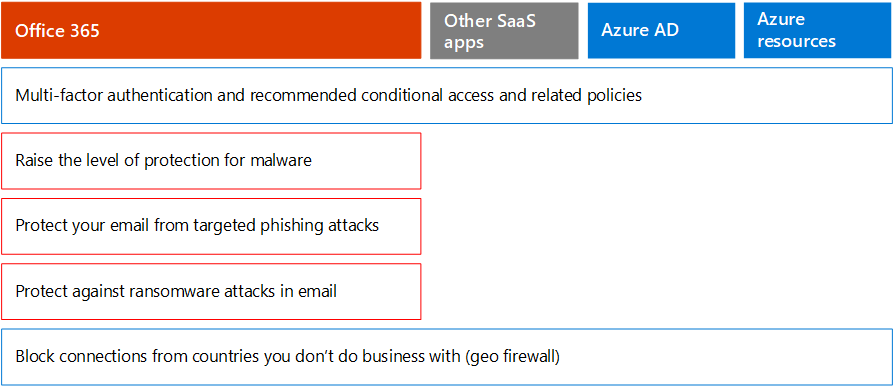 Office 365
Other SaaS
apps
Azure AD
Azure
resources
Multi-factor authentication and recommended conditional access and related policies
Raise the level of protection for malware
Protect your email from targeted phishing attacks
Protect against ransomware attacks in email
Block connections from countries you don’t do business with (geo firewall)